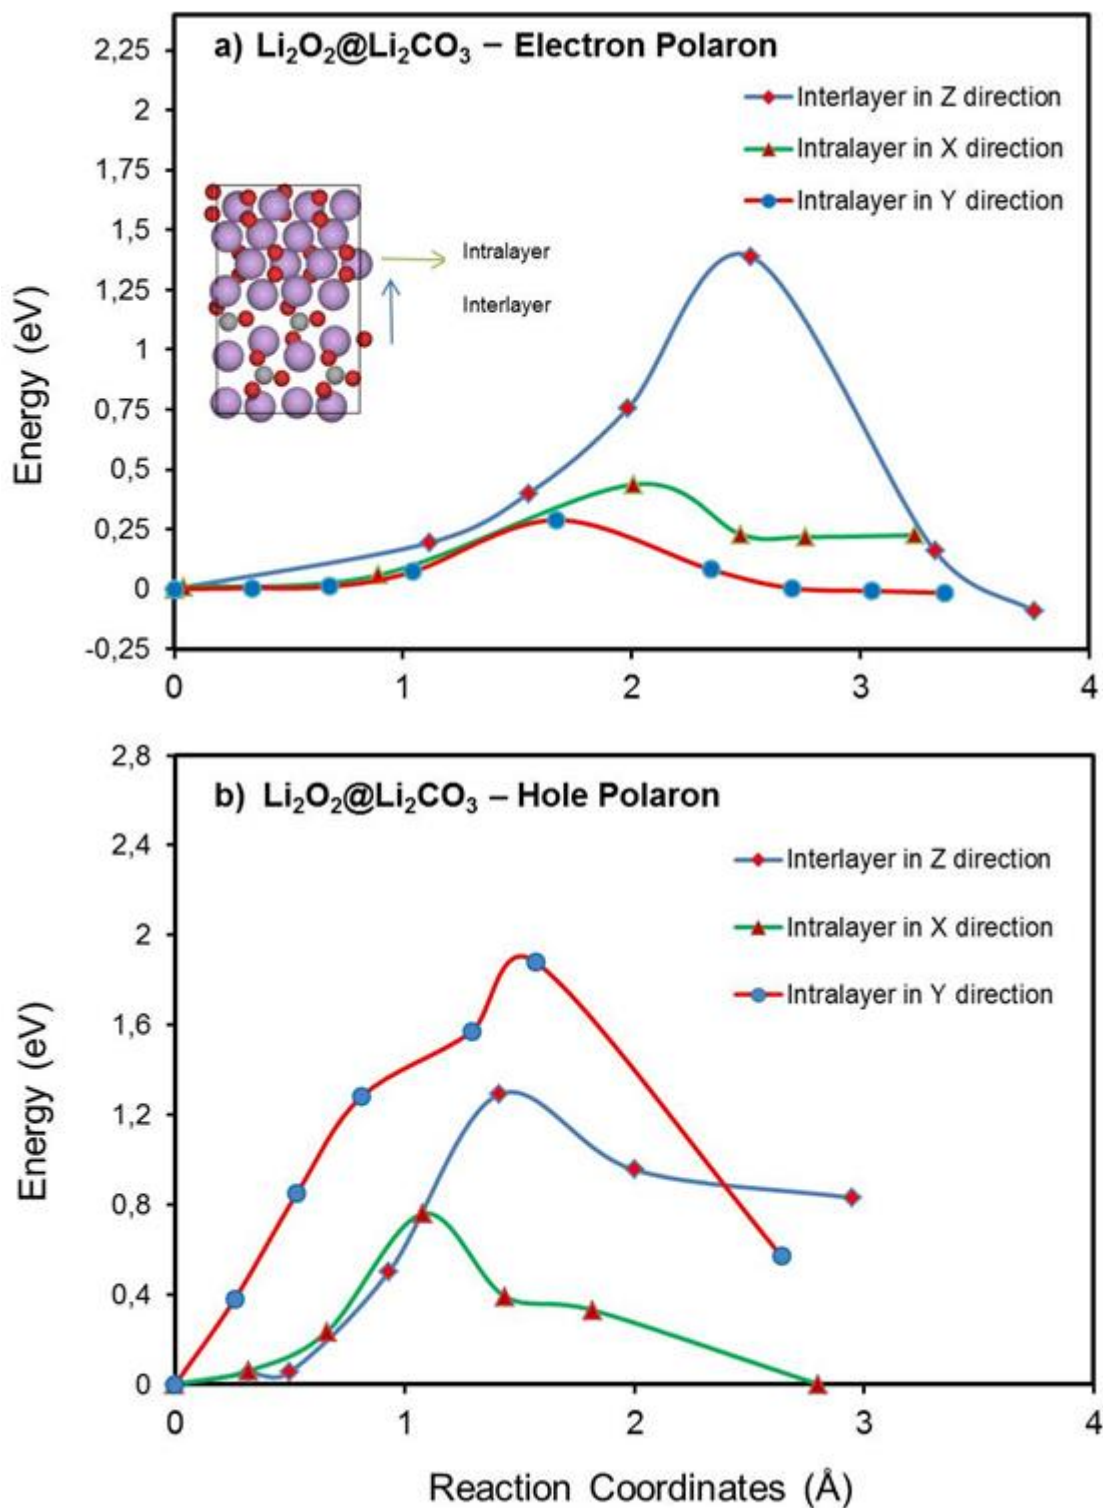 a) Li₂O₂@Li₂CO₃ – Electron Polaron
Interlayer in Z direction
Intralayer in X direction
Intralayer in Y direction
Intralayer
Interlayer
Energy (eV)
2,25
2
1,75
1,5
1,25
1
0,75
0,5
0,25
0
-0,25
0 1 2 3 4
b) Li₂O₂@Li₂CO₃ – Hole Polaron
Interlayer in Z direction
Intralayer in X direction
Intralayer in Y direction
Energy (eV)
2,8
2,4
2
1,6
1,2
0,8
0,4
0
0 1 2 3 4
Reaction Coordinates (Å)